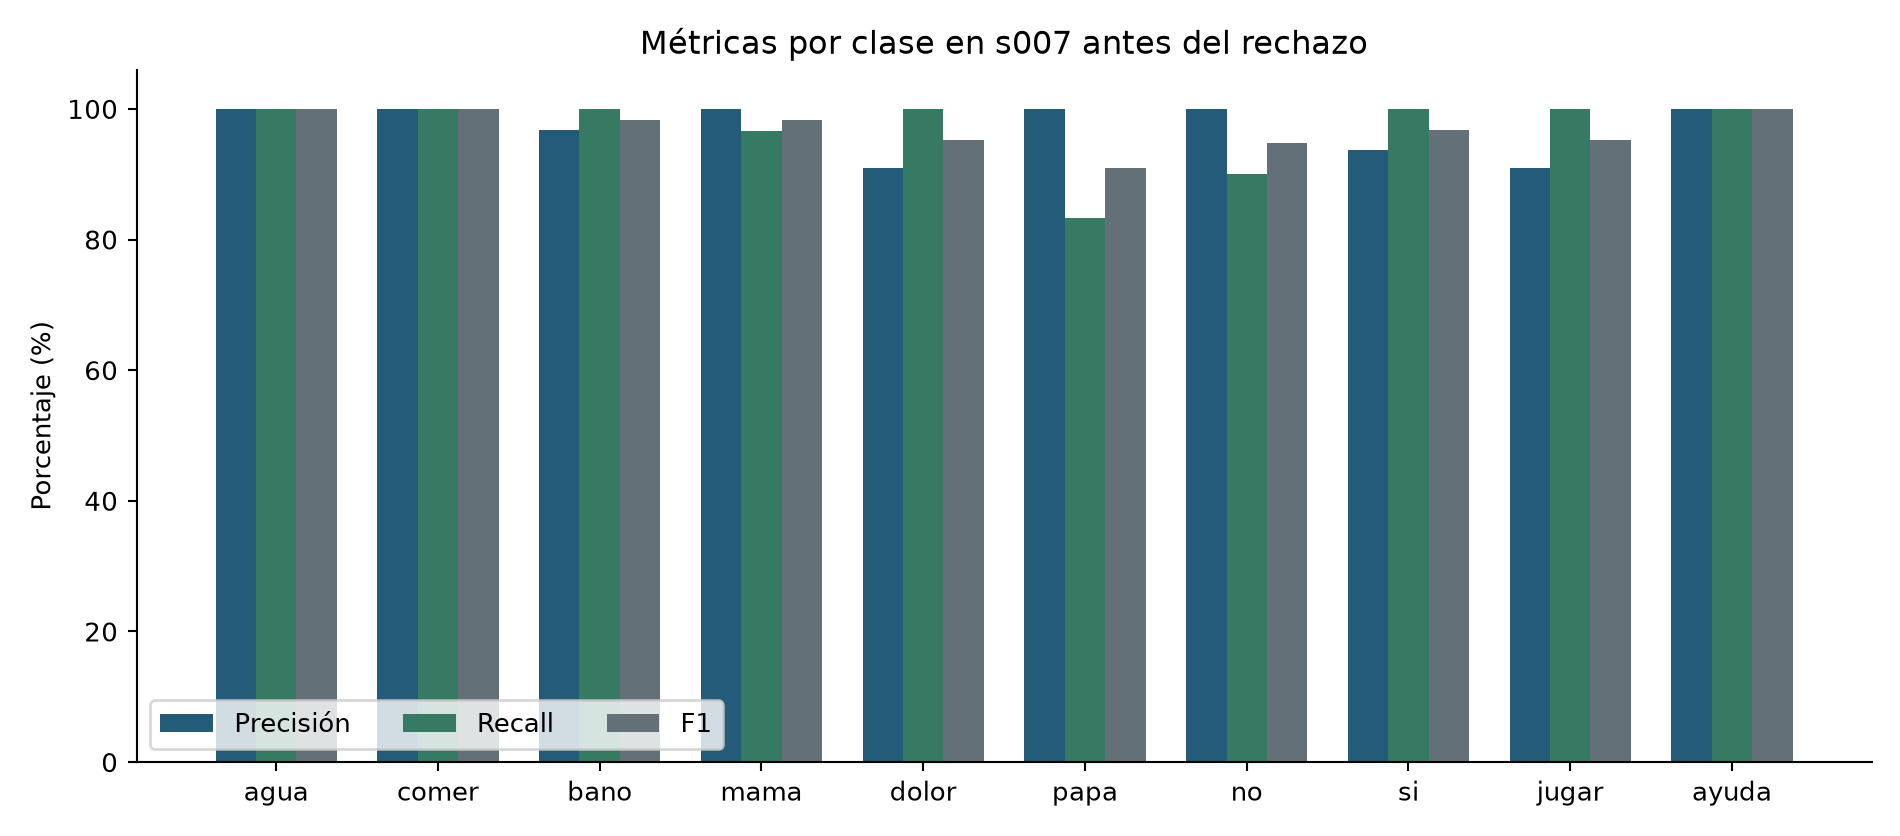 Métricas por clase en s007 antes del rechazo
Porcentaje (%)
100
80
60
40
20
0
Precisión Recall F1
agua comer bano mama dolor papa no si jugar ayuda